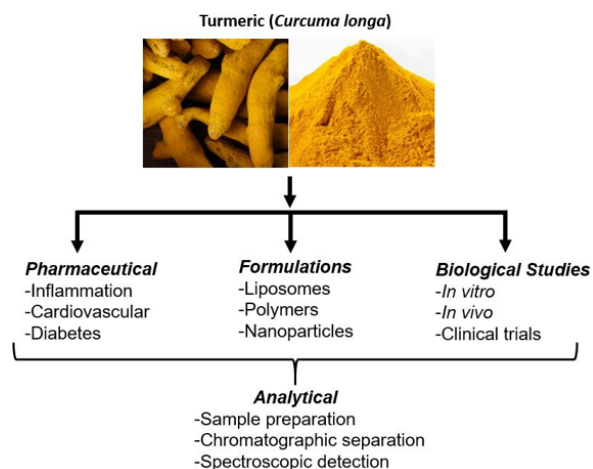 Turmeric (Curcuma longa)
Pharmaceutical
-Inflammation
-Cardiovascular
-Diabetes
Formulations
-Liposomes
-Polymers
-Nanoparticles
Biological Studies
-In vitro
-In vivo
-Clinical trials
Analytical
-Sample preparation
-Chromatographic separation
-Spectroscopic detection